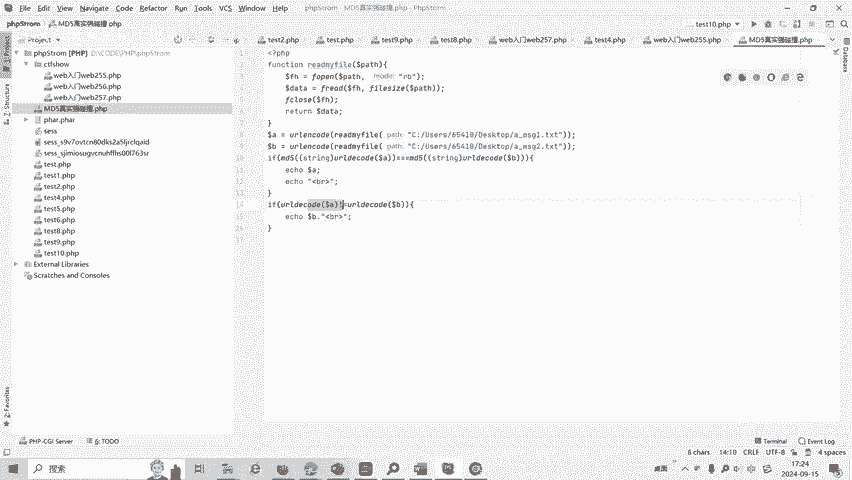 File Edit View Navigate Code Refactor Run Tools VCS Window Help phpStrom - MD5真实强碰撞.php - PhpStorm
phpStrom MD5真实强碰撞.php test10.php
Project test2.php test.php test9.php test8.php web入门web257.php test4.php web入门web255.php MD5真实强碰撞.php
phpStrom [PHP] D:\CODE\PHP\phpStrom
ctfshow
web入门web255.php
web入门web256.php
web入门web257.php
MD5真实强碰撞.php
phar.phar
sess
sess_s9v7ovtcn80dks2a5ljrclqaid
sess_sjimiosugvcnuhffhs00l763sr
test.php
test1.php
test2.php
test4.php
test5.php
test6.php
test8.php
test9.php
test10.php
External Libraries
Scratches and Consoles
1 <?php
2 function readmyfile($path){
3 $fh = fopen($path, mode: "rb");
4 $data = fread($fh, filesize($path));
5 fclose($fh);
6 return $data;
7 }
8 $a = urlencode(readmyfile( path: "C:/Users/65410/Desktop/a_msg1.txt"));
9 $b = urlencode(readmyfile( path: "C:/Users/65410/Desktop/a_msg2.txt"));
10 if(md5((string)urldecode($a))===md5((string)urldecode($b))){
11 echo $a;
12 echo "<br>";
13 }
14 if(urldecode($a)!=urldecode($b)){
15 echo $b."<br>";
16 }
17
1: Project
7: Structure
2: Favorites
Database
PHP-CGI Server 6: TODO Terminal Event Log
8 chars 14:10 CRLF UTF-8 4 spaces
搜索 桌面 17:24
2024-09-15